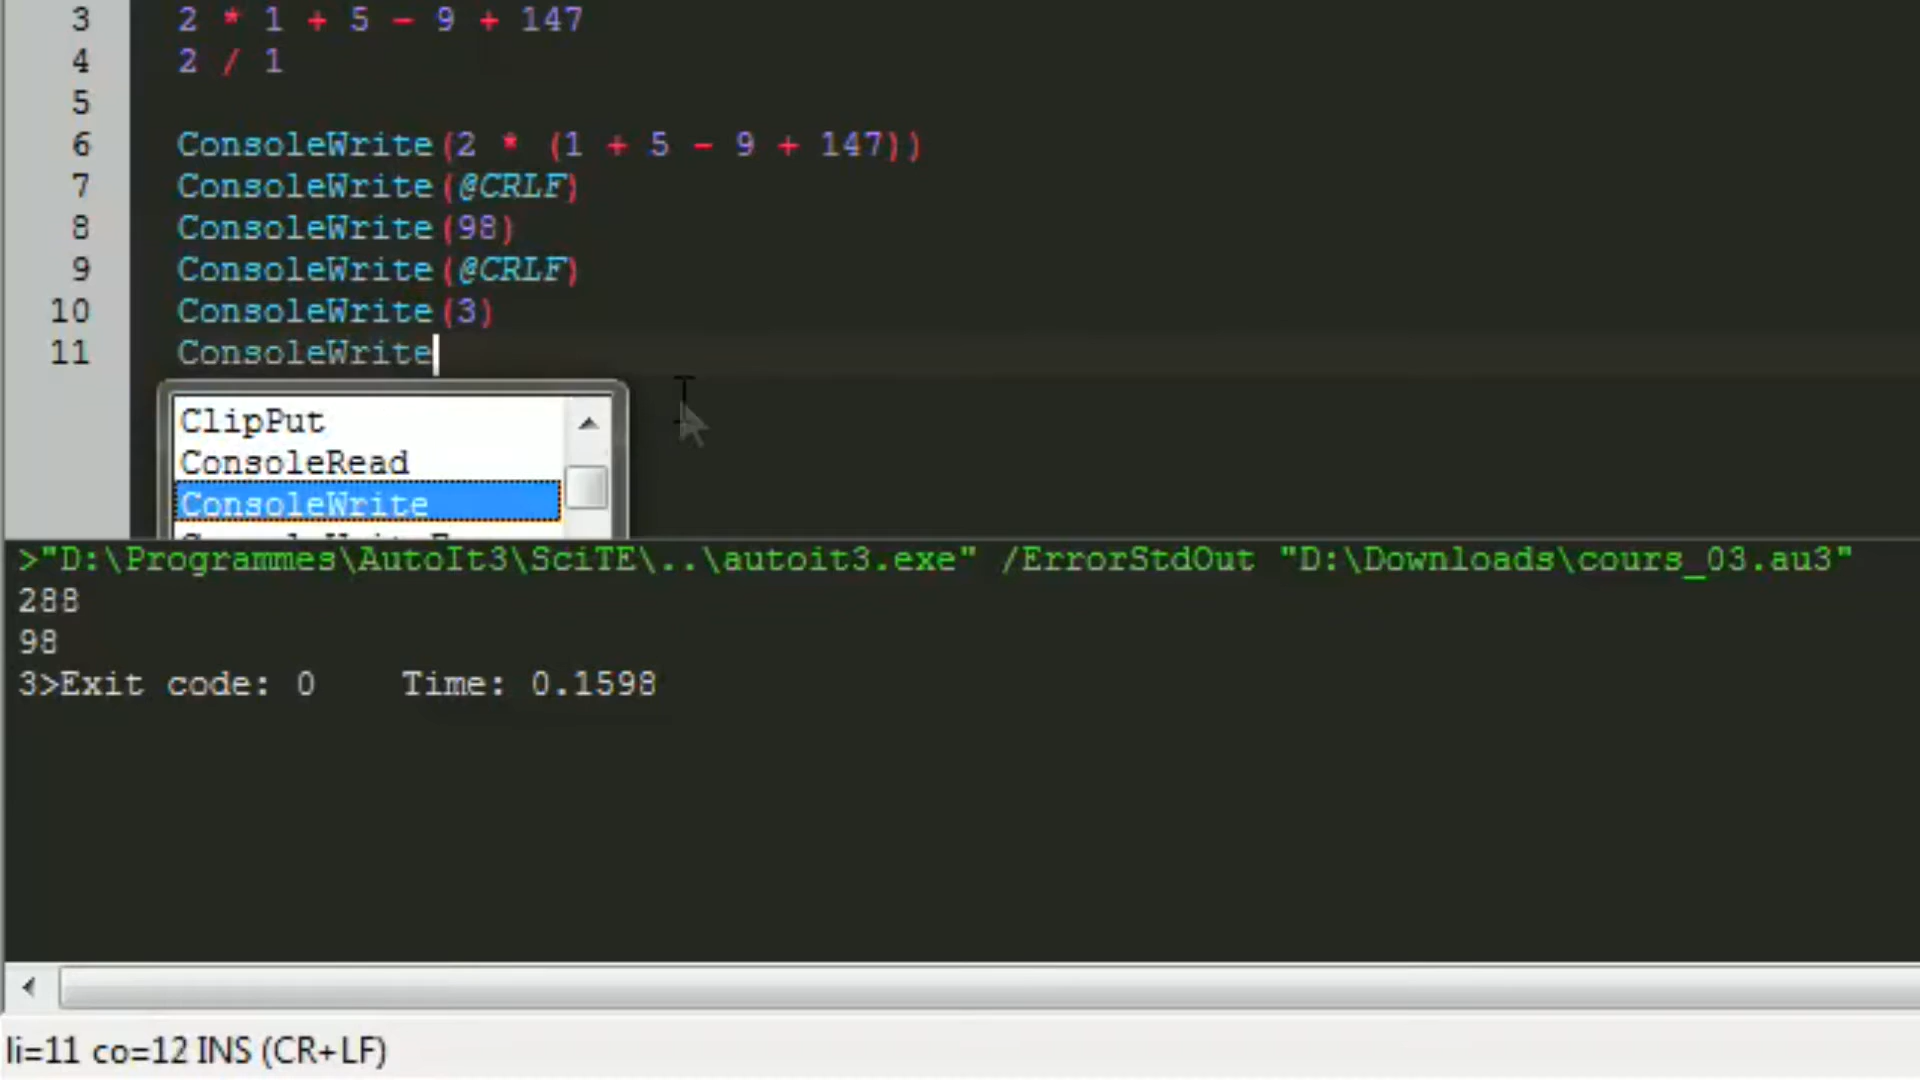 3 2 * 1 + 5 - 9 + 147
4 2 / 1
5
6 ConsoleWrite(2 * (1 + 5 - 9 + 147))
7 ConsoleWrite(@CRLF)
8 ConsoleWrite(98)
9 ConsoleWrite(@CRLF)
10 ConsoleWrite(3)
11 ConsoleWrite
ClipPut
ConsoleRead
ConsoleWrite
>"D:\Programmes\AutoIt3\SciTE\..\autoit3.exe" /ErrorStdOut "D:\Downloads\cours_03.au3"
288
98
3>Exit code: 0    Time: 0.1598
li=11 co=12 INS (CR+LF)